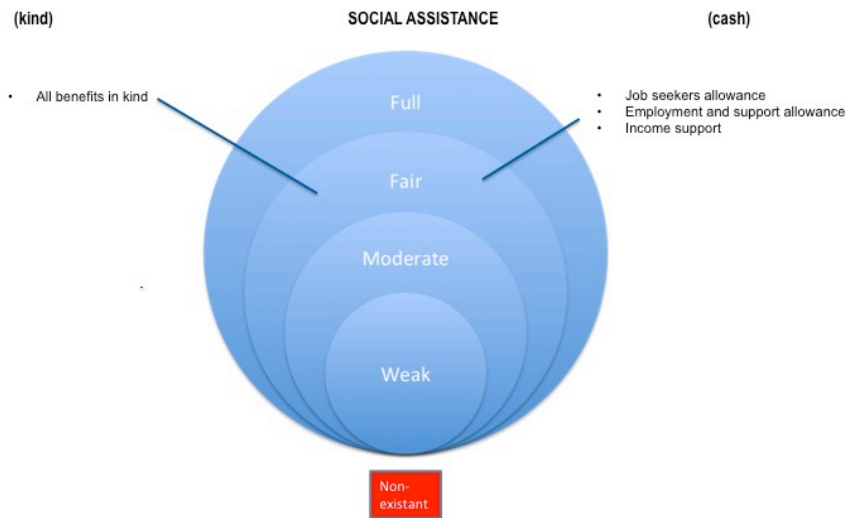 (kind) SOCIAL ASSISTANCE (cash)
• All benefits in kind
• Job seekers allowance
• Employment and support allowance
• Income support
Full
Fair
Moderate
Weak
Non-
existant